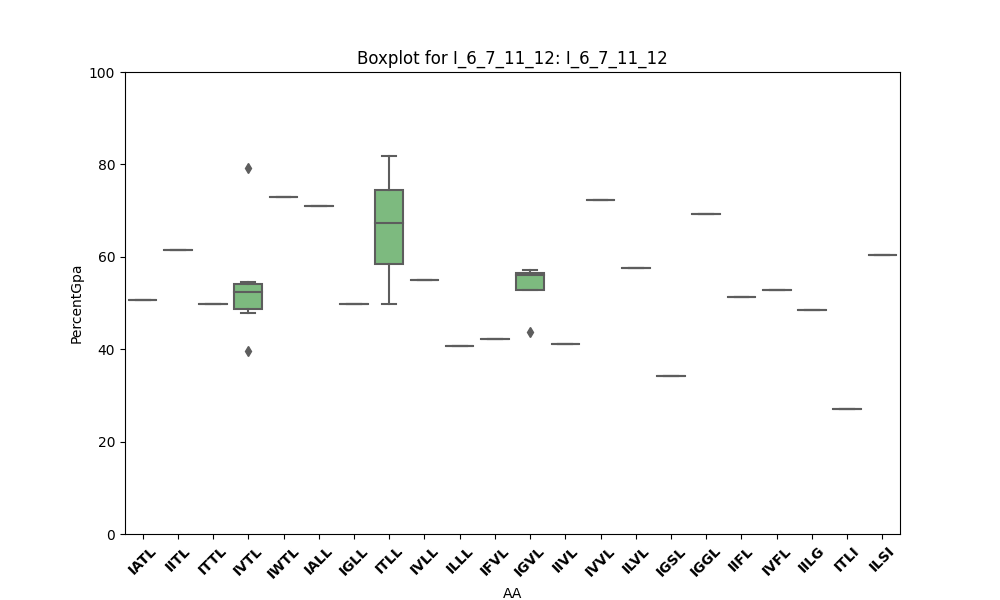 Boxplot for I_6_7_11_12: I_6_7_11_12
100
80
60
40
20
0
PercentGpa
IATL IITL ITTL IVTL IWTL IALL IGLL ITLL IVLL ILLL IFVL IGVL IIVL IVVL ILVL IGSL IGGL IIFL IVFL IILG ITLI ILSI
AA